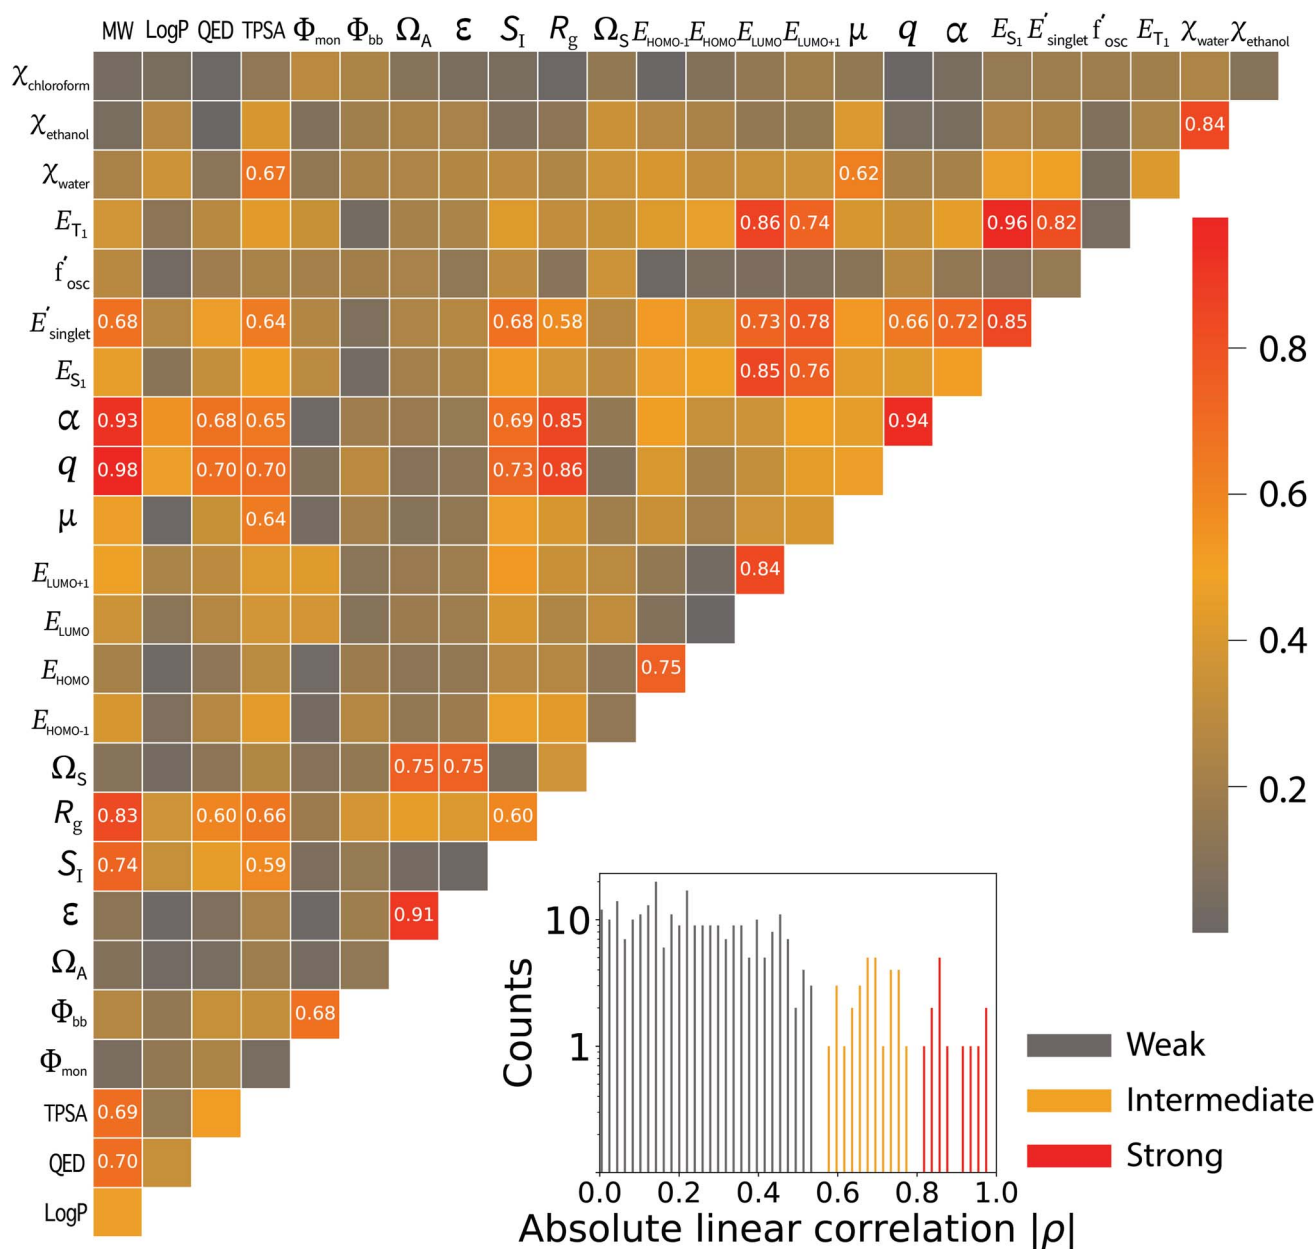 MW LogP QED TPSA Φmon Φbb ΩA ε SI Rg ΩS EHOMO-1 EHOMO ELUMO ELUMO+1 μ q α ES1 E′singlet f′osc ET1 χwater χethanol
χchloroform
χethanol 0.84
χwater 0.67 0.62
ET1 0.86 0.74 0.96 0.82
f′osc
E′singlet 0.68 0.64 0.68 0.58 0.73 0.78 0.66 0.72 0.85
ES1 0.85 0.76
α 0.93 0.68 0.65 0.69 0.85 0.94
q 0.98 0.70 0.70 0.73 0.86
μ 0.64
ELUMO+1 0.84
ELUMO
EHOMO 0.75
EHOMO-1
ΩS 0.75 0.75
Rg 0.83 0.60 0.66 0.60
SI 0.74 0.59
ε 0.91
ΩA
Φbb 0.68
Φmon
TPSA 0.69
QED 0.70
LogP
0.8
0.6
0.4
0.2
Counts
10
1
0.0 0.2 0.4 0.6 0.8 1.0
Absolute linear correlation |ρ|
Weak
Intermediate
Strong